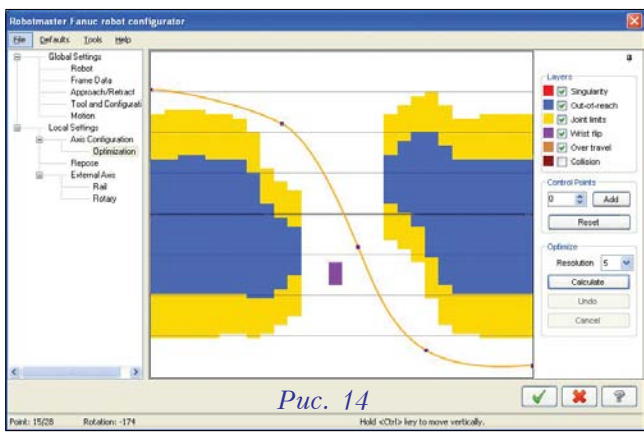 Robotmaster Fanuc robot configurator
File Defaults Tools Help
Global Settings
Robot
Frame Data
Approach/Retract
Tool and Configurati
Motion
Local Settings
Axis Configuration
Optimization
Repose
External Axis
Rail
Rotary
Layers
Singularity
Out-of-reach
Joint limits
Wrist flip
Over travel
Collision
Control Points
0 Add
Reset
Optimize
Resolution 5
Calculate
Undo
Cancel
Рис. 14
Point: 15/28 Rotation: -174 Hold <Ctrl> key to move vertically.